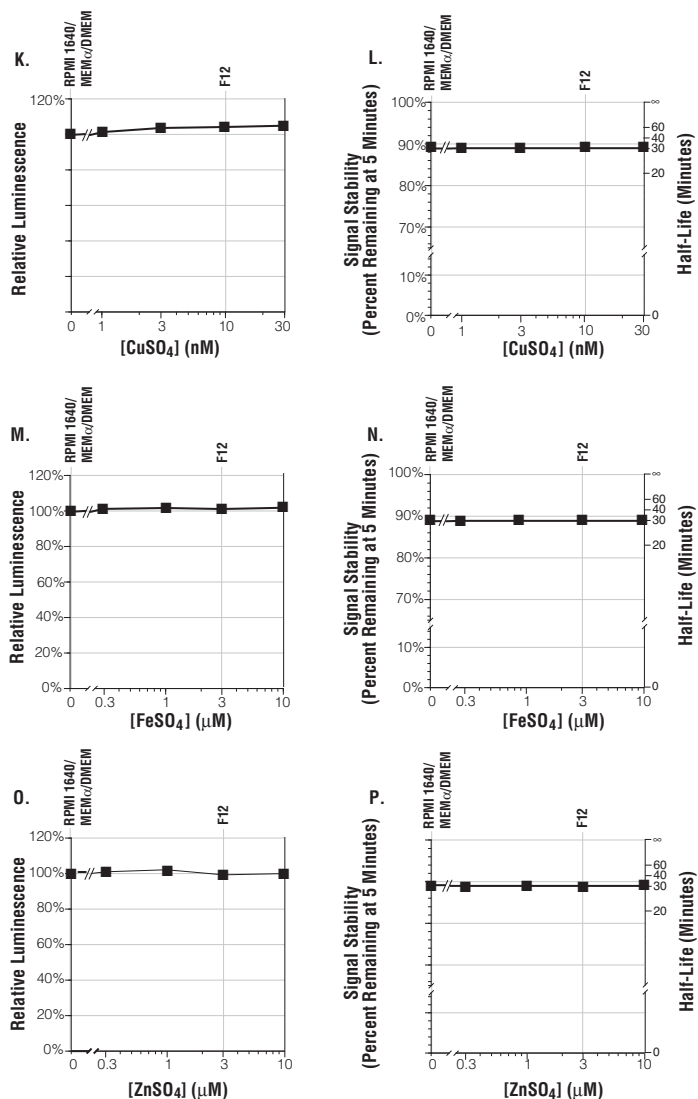 K.
RPMI 1640/
MEMα/DMEM
F12
120%
Relative Luminescence
0 1 3 10 30
[CuSO4] (nM)
L.
RPMI 1640/
MEMα/DMEM
F12
Signal Stability
(Percent Remaining at 5 Minutes)
100%
90%
80%
70%
10%
0%
∞
60
40
30
20
0
Half-Life (Minutes)
0 1 3 10 30
[CuSO4] (nM)
M.
RPMI 1640/
MEMα/DMEM
F12
Relative Luminescence
120%
100%
80%
60%
40%
20%
0%
0 0.3 1 3 10
[FeSO4] (μM)
N.
RPMI 1640/
MEMα/DMEM
F12
Signal Stability
(Percent Remaining at 5 Minutes)
100%
90%
80%
70%
10%
0%
∞
60
40
30
20
0
Half-Life (Minutes)
0 0.3 1 3 10
[FeSO4] (μM)
O.
RPMI 1640/
MEMα/DMEM
F12
Relative Luminescence
120%
100%
80%
60%
40%
20%
0%
0 0.3 1 3 10
[ZnSO4] (μM)
P.
RPMI 1640/
MEMα/DMEM
F12
Signal Stability
(Percent Remaining at 5 Minutes)
∞
60
40
30
20
0
Half-Life (Minutes)
0 0.3 1 3 10
[ZnSO4] (μM)